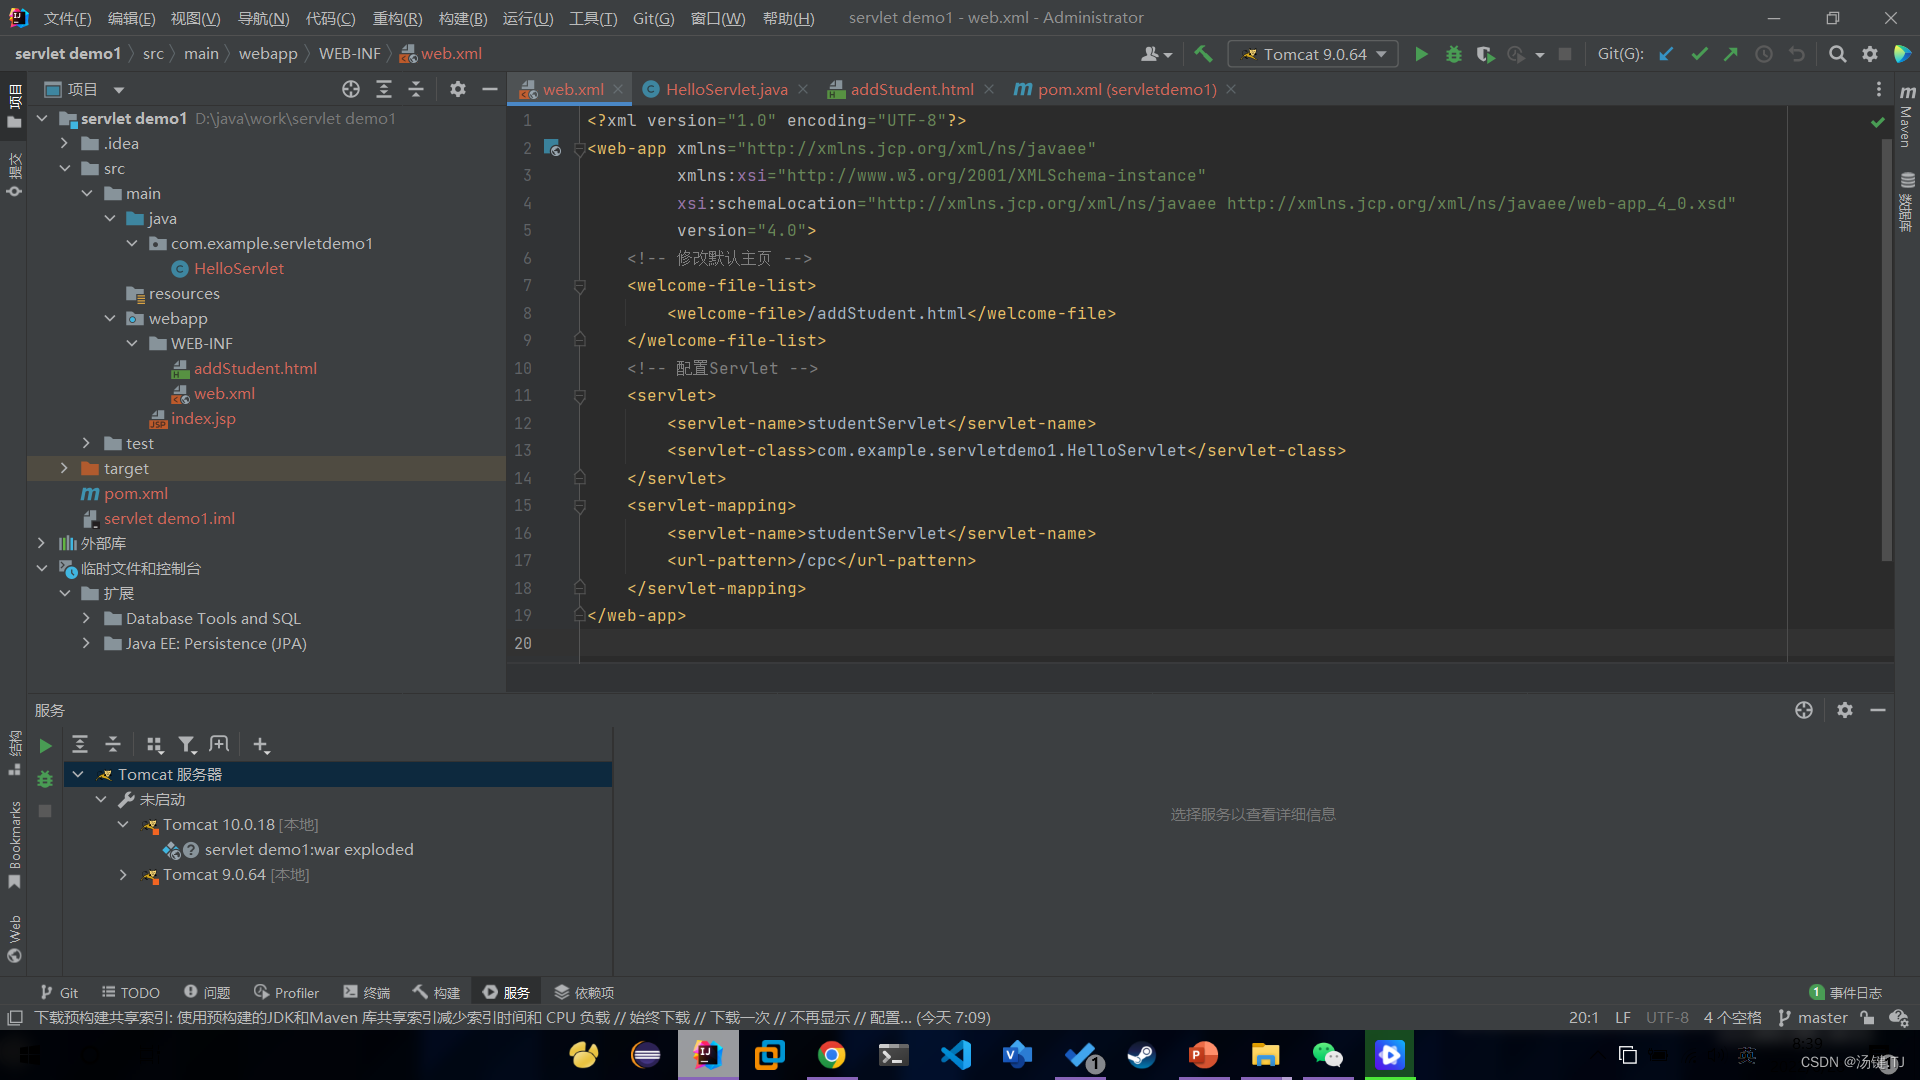 文件(F) 编辑(E) 视图(V) 导航(N) 代码(C) 重构(R) 构建(B) 运行(U) 工具(T) Git(G) 窗口(W) 帮助(H) servlet demo1 - web.xml - Administrator
servlet demo1 src main webapp WEB-INF web.xml Tomcat 9.0.64 Git(G):
项目 web.xml HelloServlet.java addStudent.html pom.xml (servletdemo1)
项目
提交
结构
Bookmarks
Web
Maven
数据库
servlet demo1 D:\java\work\servlet demo1
.idea
src
main
java
com.example.servletdemo1
HelloServlet
resources
webapp
WEB-INF
addStudent.html
web.xml
index.jsp
test
target
pom.xml
servlet demo1.iml
外部库
临时文件和控制台
扩展
Database Tools and SQL
Java EE: Persistence (JPA)
1 <?xml version="1.0" encoding="UTF-8"?>
2 <web-app xmlns="http://xmlns.jcp.org/xml/ns/javaee"
3 xmlns:xsi="http://www.w3.org/2001/XMLSchema-instance"
4 xsi:schemaLocation="http://xmlns.jcp.org/xml/ns/javaee http://xmlns.jcp.org/xml/ns/javaee/web-app_4_0.xsd"
5 version="4.0">
6 <!-- 修改默认主页 -->
7 <welcome-file-list>
8 <welcome-file>/addStudent.html</welcome-file>
9 </welcome-file-list>
10 <!-- 配置Servlet -->
11 <servlet>
12 <servlet-name>studentServlet</servlet-name>
13 <servlet-class>com.example.servletdemo1.HelloServlet</servlet-class>
14 </servlet>
15 <servlet-mapping>
16 <servlet-name>studentServlet</servlet-name>
17 <url-pattern>/cpc</url-pattern>
18 </servlet-mapping>
19 </web-app>
20
服务
Tomcat 服务器
未启动
Tomcat 10.0.18 [本地]
servlet demo1:war exploded
Tomcat 9.0.64 [本地]
选择服务以查看详细信息
Git TODO 问题 Profiler 终端 构建 服务 依赖项 1 事件日志
下载预构建共享索引: 使用预构建的JDK和Maven 库共享索引减少索引时间和 CPU 负载 // 始终下载 // 下载一次 // 不再显示 // 配置... (今天 7:09) 20:1 LF UTF-8 4 个空格 master
英 8:39
CSDN @汤键.TJ